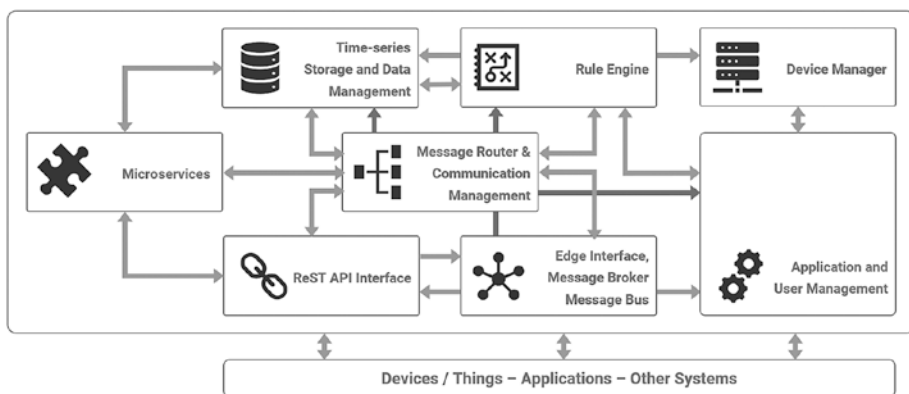 Time-series
Storage and Data
Management
Rule Engine
Device Manager
Microservices
Message Router &
Communication
Management
ReST API Interface
Edge Interface,
Message Broker
Message Bus
Application and
User Management
Devices / Things – Applications – Other Systems